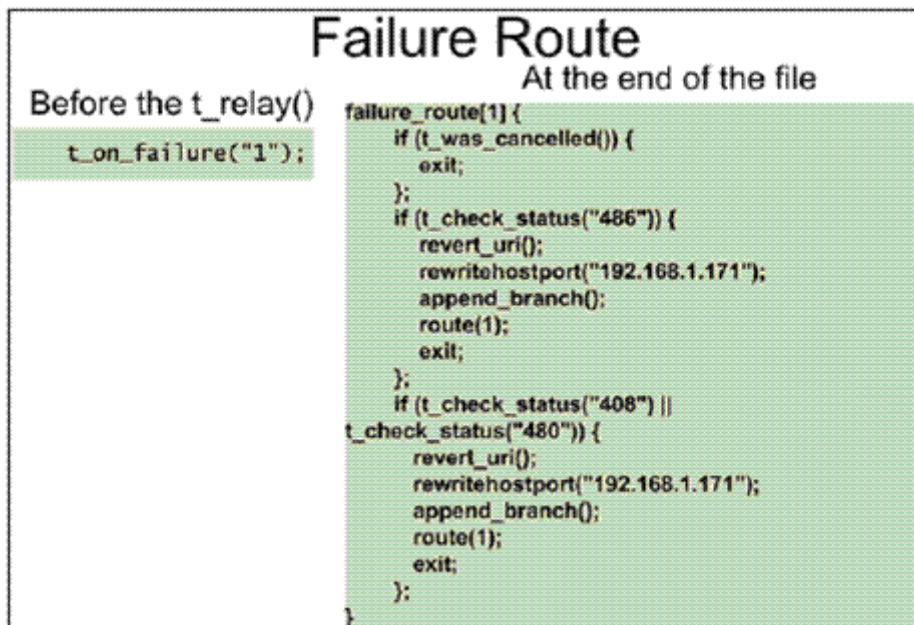 Failure Route
Before the t_relay()
t_on_failure("1");
At the end of the file
failure_route[1] {
if (t_was_cancelled()) {
exit;
};
if (t_check_status("486")) {
revert_uri();
rewritehostport("192.168.1.171");
append_branch();
route(1);
exit;
};
if (t_check_status("408") ||
t_check_status("480")) {
revert_uri();
rewritehostport("192.168.1.171");
append_branch();
route(1);
exit;
};
}